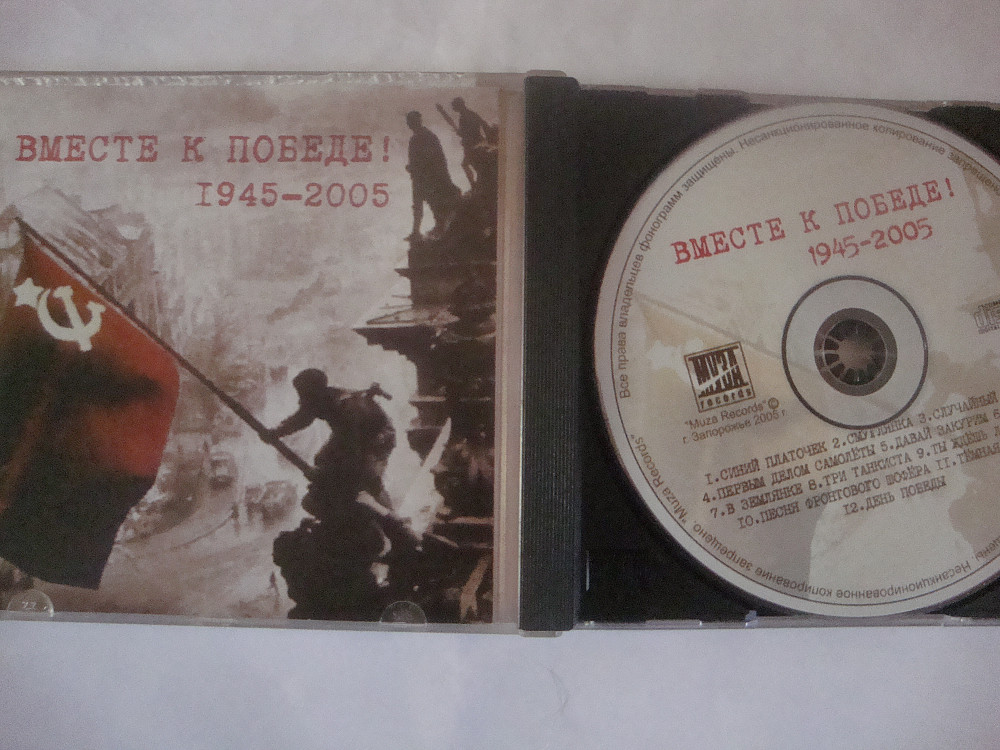 ВМЕСТЕ К ПОБЕДЕ!
1945-2005
Все права владельцев фонограмм защищены. Несанкционированное копирование запрещено
ВМЕСТЕ К ПОБЕДЕ!
1945-2005
MUZA
records
"Muza Records" ©
г. Запорожье 2005 г.
1.СИНИЙ ПЛАТОЧЕК 2.СМУГЛЯНКА 3.СЛУЧАЙНЫЙ
4.ПЕРВЫМ ДЕЛОМ САМОЛЁТЫ 5.ДАВАЙ ЗАКУРИМ
7.В ЗЕМЛЯНКЕ 8.ТРИ ТАНКИСТА 9.ТЫ ЖДЁШЬ
10.ПЕСНЯ ФРОНТОВОГО ШОФЁРА 11.ТЁМНАЯ
12.ДЕНЬ ПОБЕДЫ
Несанкционированное копирование запрещено. "Muza Records"